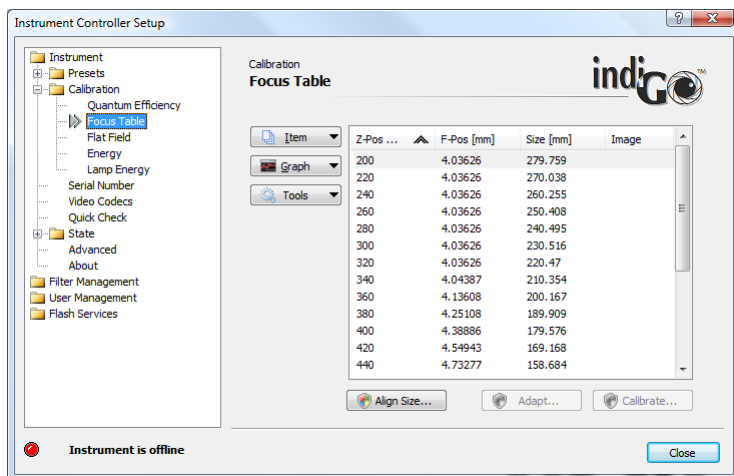 Instrument Controller Setup
Instrument
Presets
Calibration
Quantum Efficiency
Focus Table
Flat Field
Energy
Lamp Energy
Serial Number
Video Codecs
Quick Check
State
Advanced
About
Filter Management
User Management
Flash Services
Calibration
Focus Table
indiGO™
Item
Graph
Tools
Z-Pos ... F-Pos [mm] Size [mm] Image
200 4.03626 279.759
220 4.03626 270.038
240 4.03626 260.255
260 4.03626 250.408
280 4.03626 240.495
300 4.03626 230.516
320 4.03626 220.47
340 4.04387 210.354
360 4.13608 200.167
380 4.25108 189.909
400 4.38886 179.576
420 4.54943 169.168
440 4.73277 158.684
Align Size... Adapt... Calibrate...
Instrument is offline
Close